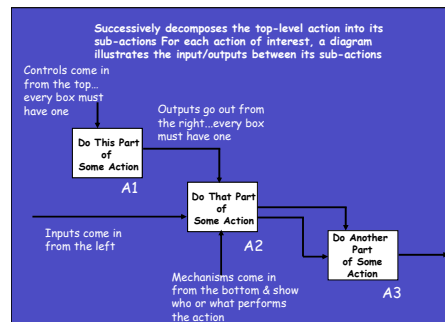 Successively decomposes the top-level action into its
sub-actions For each action of interest, a diagram
illustrates the input/outputs between its sub-actions
Controls come in
from the top...
every box must
have one
Outputs go out from
the right...every box
must have one
Do This Part
of
Some Action
A1
Do That Part
of
Some Action
A2
Inputs come in
from the left
Do Another
Part
of Some
Action
A3
Mechanisms come in
from the bottom & show
who or what performs
the action